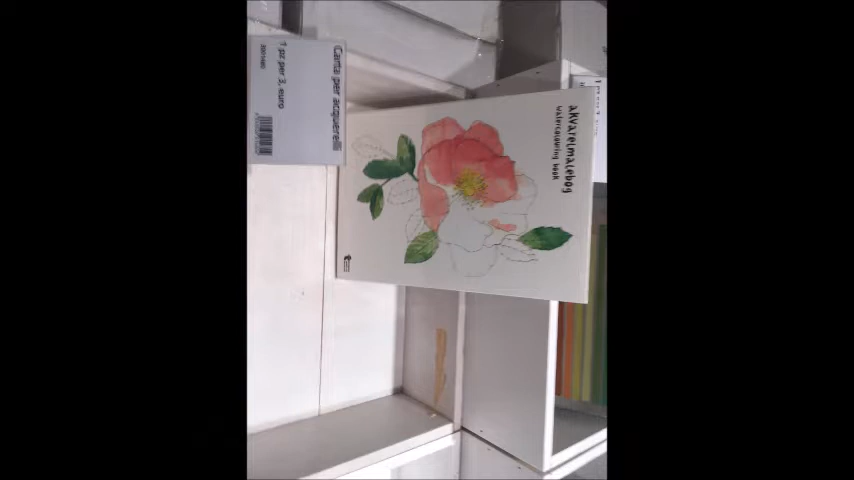 akvarelmalebog
watercolouring book
Carta per acquerelli
1 pz per 3, euro